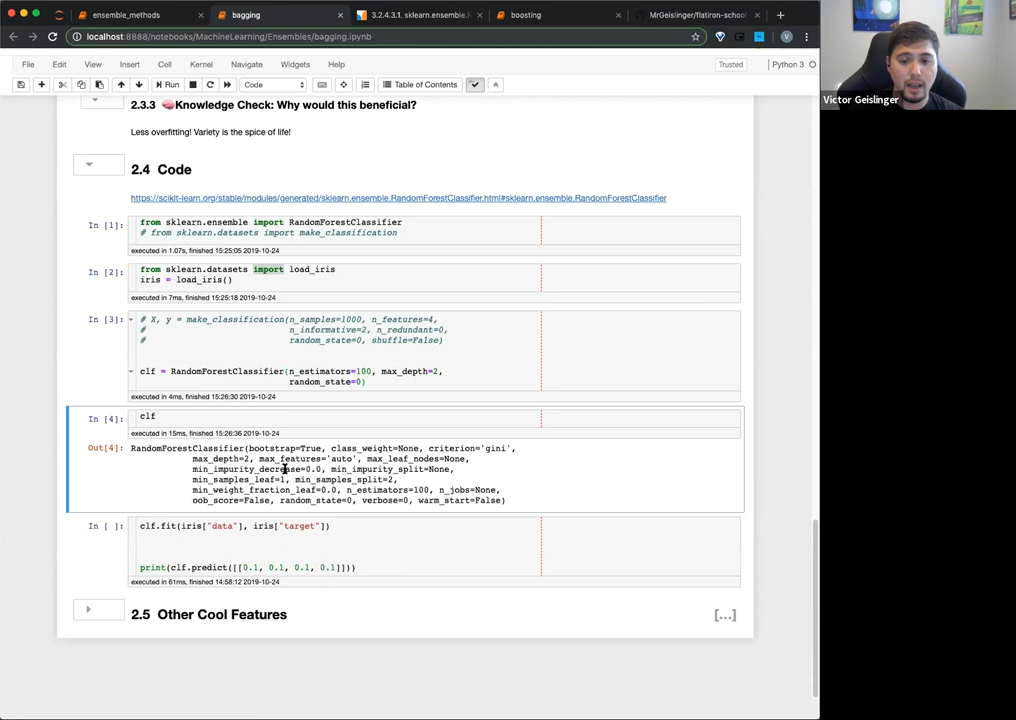 ensemble_methods
bagging
3.2.4.3.1. sklearn.ensemble.R
boosting
MrGeislinger/flatiron-schoo
localhost:8888/notebooks/MachineLearning/Ensembles/bagging.ipynb
V
File Edit View Insert Cell Kernel Navigate Widgets Help
Trusted
Python 3
Run
Code
Table of Contents
Victor Geislinger
2.3.3 🧠Knowledge Check: Why would this beneficial?
Less overfitting! Variety is the spice of life!
2.4 Code
https://scikit-learn.org/stable/modules/generated/sklearn.ensemble.RandomForestClassifier.html#sklearn.ensemble.RandomForestClassifier
In [1]:
from sklearn.ensemble import RandomForestClassifier
# from sklearn.datasets import make_classification
executed in 1.07s, finished 15:25:05 2019-10-24
In [2]:
from sklearn.datasets import load_iris
iris = load_iris()
executed in 7ms, finished 15:25:18 2019-10-24
In [3]:
# X, y = make_classification(n_samples=1000, n_features=4,
# n_informative=2, n_redundant=0,
# random_state=0, shuffle=False)
clf = RandomForestClassifier(n_estimators=100, max_depth=2,
random_state=0)
executed in 4ms, finished 15:26:30 2019-10-24
In [4]:
clf
executed in 15ms, finished 15:26:36 2019-10-24
Out[4]:
RandomForestClassifier(bootstrap=True, class_weight=None, criterion='gini',
max_depth=2, max_features='auto', max_leaf_nodes=None,
min_impurity_decrease=0.0, min_impurity_split=None,
min_samples_leaf=1, min_samples_split=2,
min_weight_fraction_leaf=0.0, n_estimators=100, n_jobs=None,
oob_score=False, random_state=0, verbose=0, warm_start=False)
In [ ]:
clf.fit(iris["data"], iris["target"])
print(clf.predict([[0.1, 0.1, 0.1, 0.1]]))
executed in 61ms, finished 14:58:12 2019-10-24
2.5 Other Cool Features
[...]